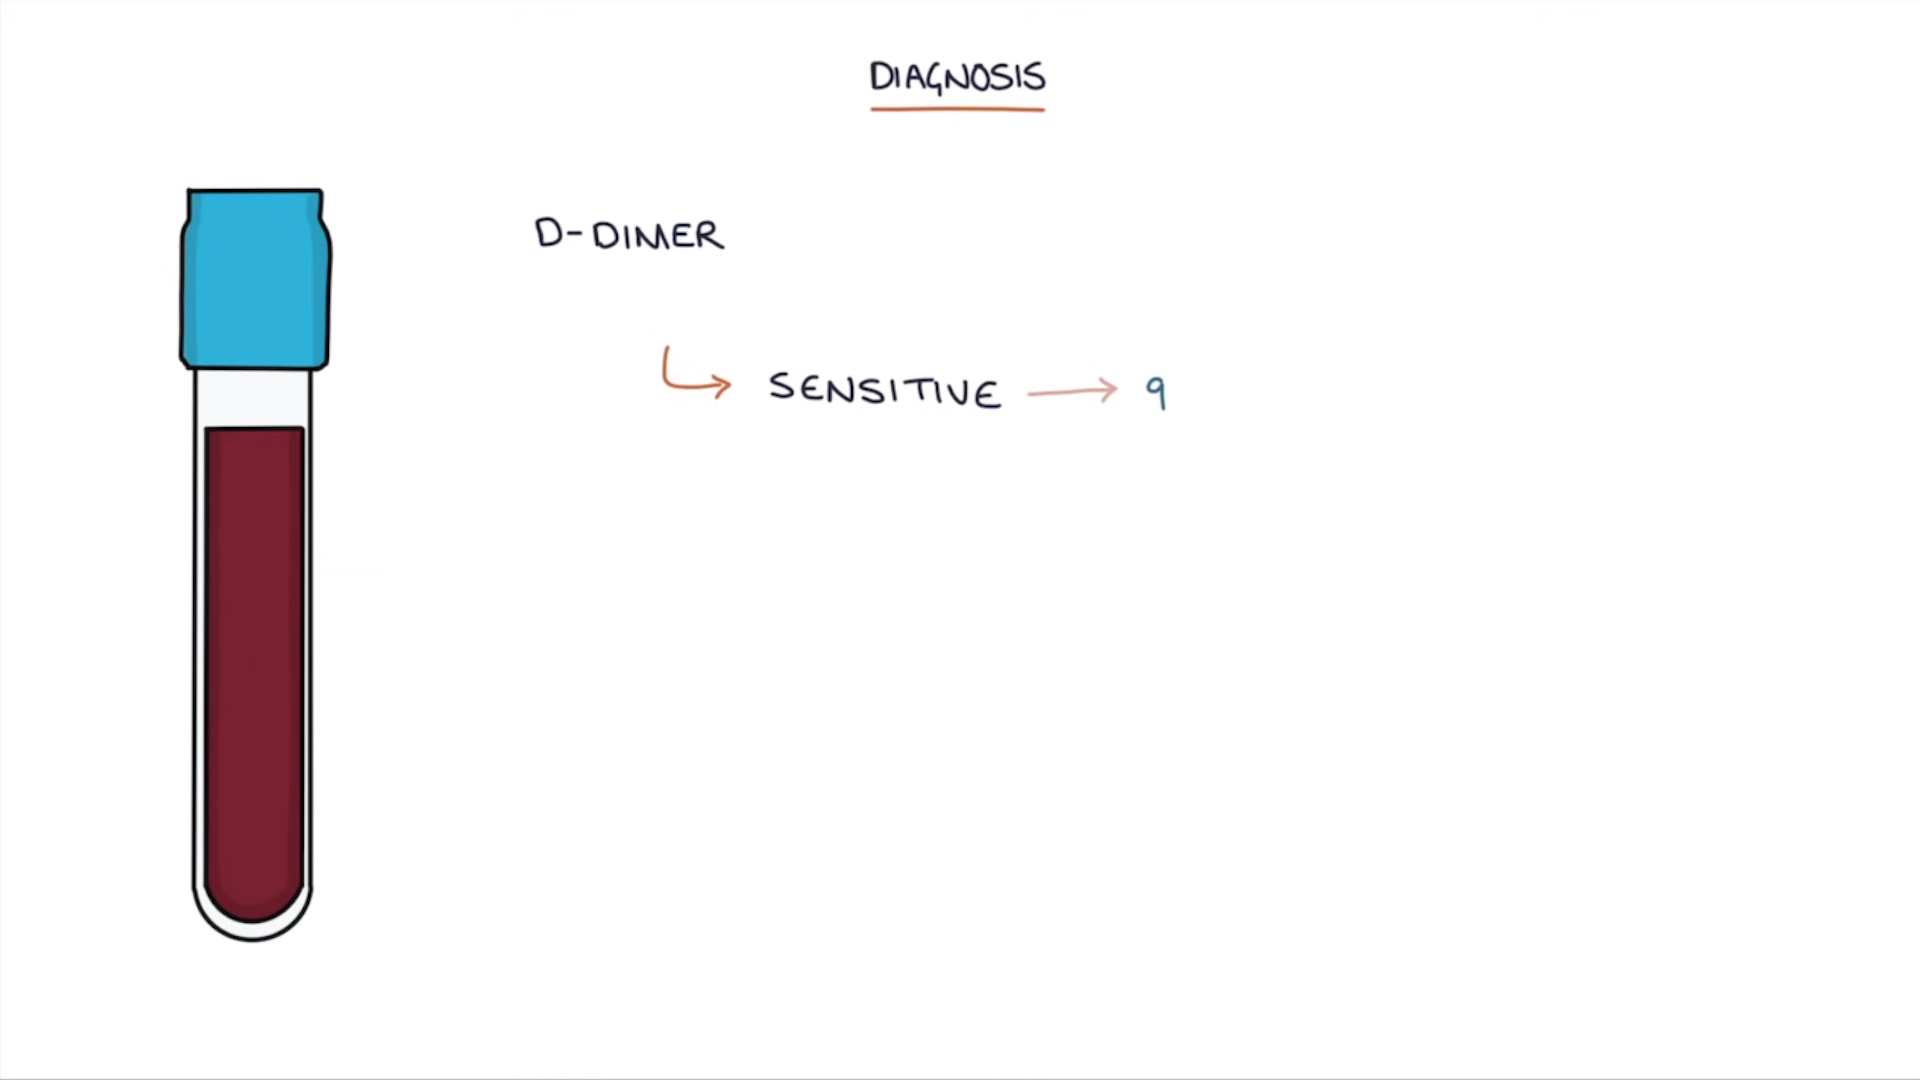 DIAGNOSIS
D-DIMER
SENSITIVE → 9